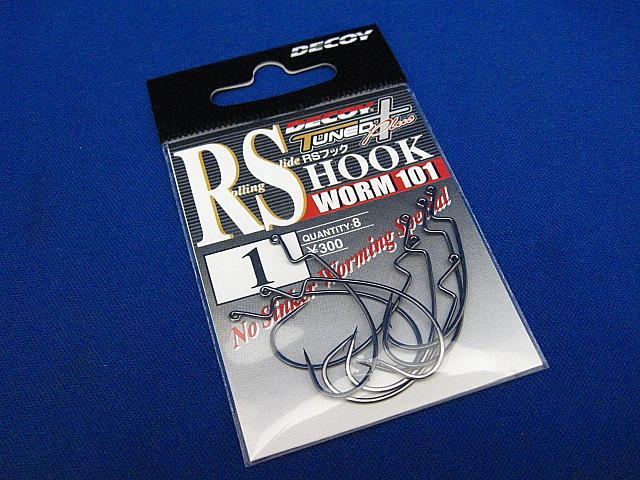 DECOY
DECOY
TUNED+ Plus
RS HOOK
Rolling Slide RSフック
WORM 101
1
QUANTITY:8
¥300
No Sinker Worming Special